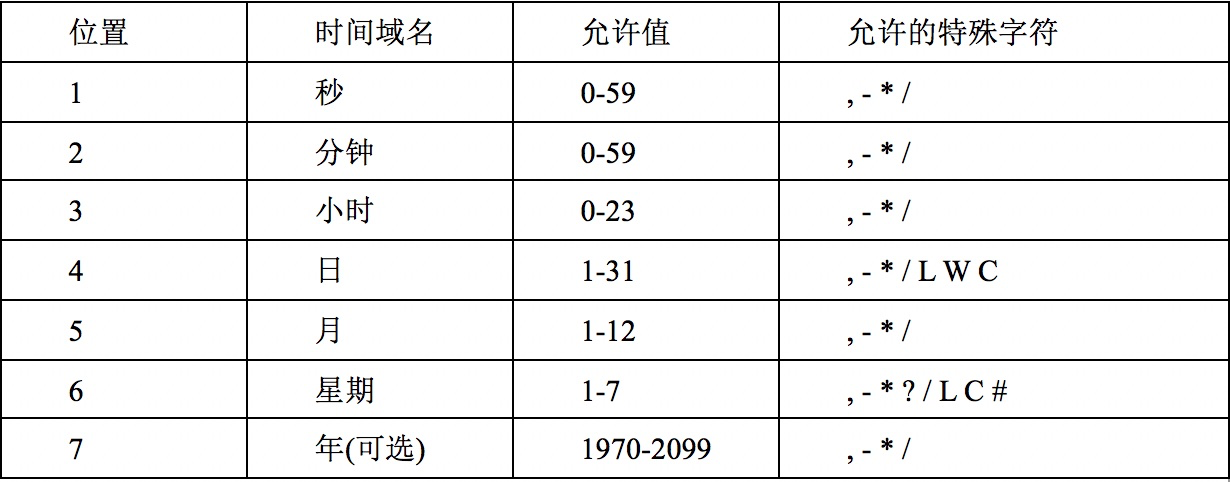 位置 时间域名 允许值 允许的特殊字符
1 秒 0-59 , - * /
2 分钟 0-59 , - * /
3 小时 0-23 , - * /
4 日 1-31 , - * / L W C
5 月 1-12 , - * /
6 星期 1-7 , - * ? / L C #
7 年(可选) 1970-2099 , - * /